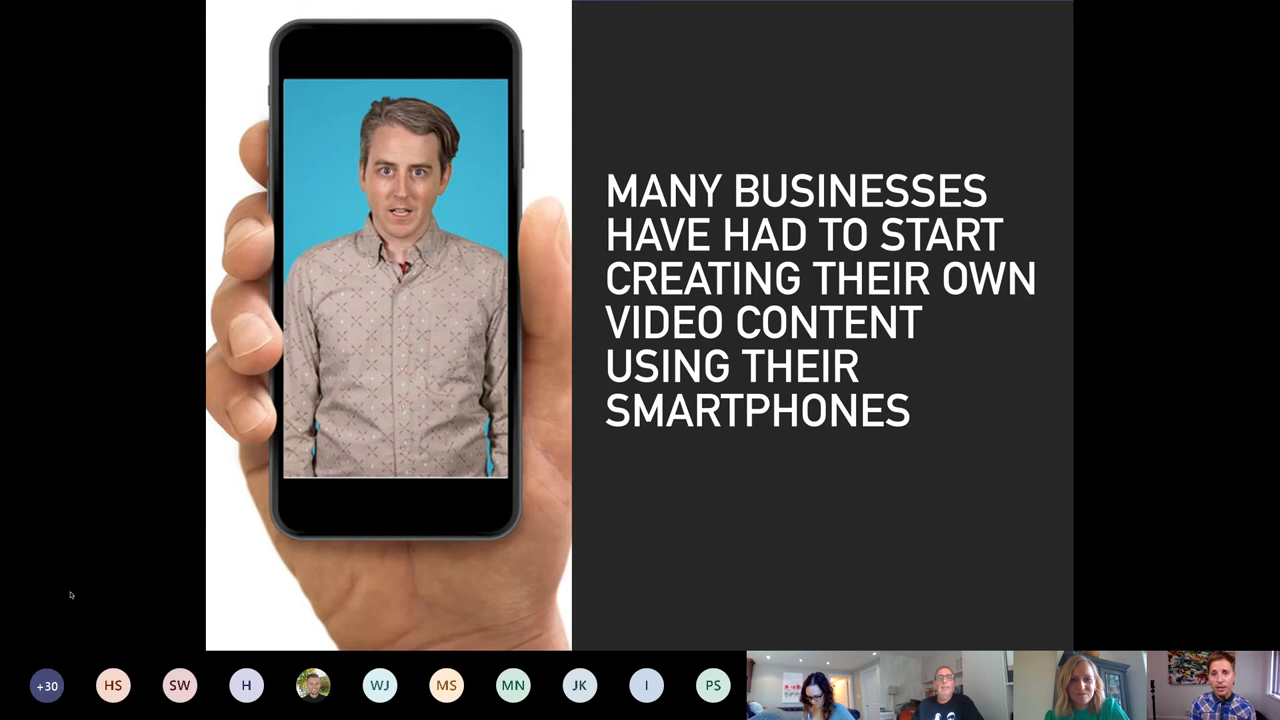 MANY BUSINESSES
HAVE HAD TO START
CREATING THEIR OWN
VIDEO CONTENT
USING THEIR
SMARTPHONES
+30
HS
SW
H
WJ
MS
MN
JK
I
PS